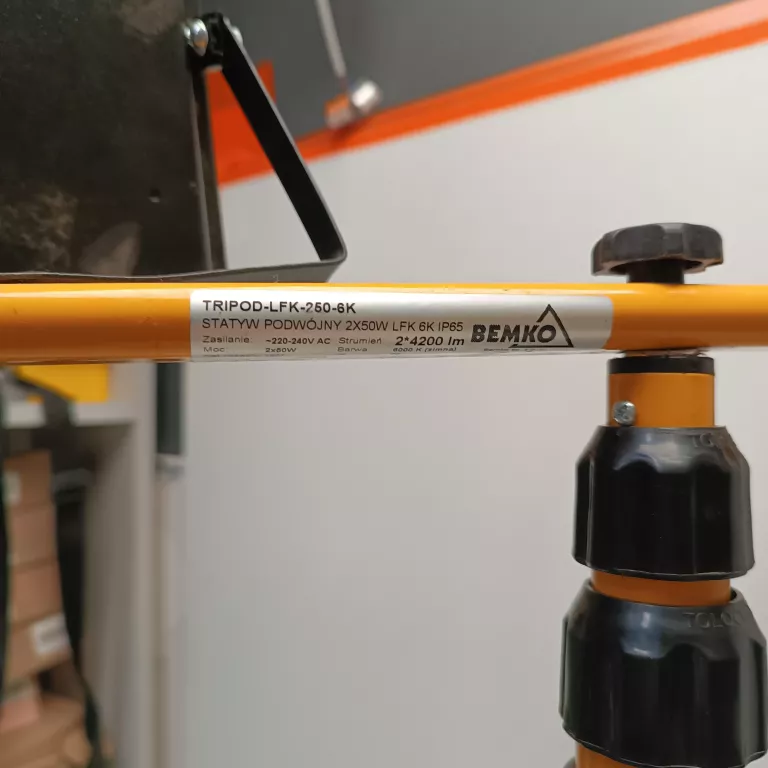 TRIPOD-LFK-250-6K
STATYW PODWÓJNY 2X50W LFK 6K IP65
Zasilanie ~220-240V AC Strumień 2*4200 lm
Moc 2x50W Barwa 6000 K (zimna)
BEMKO